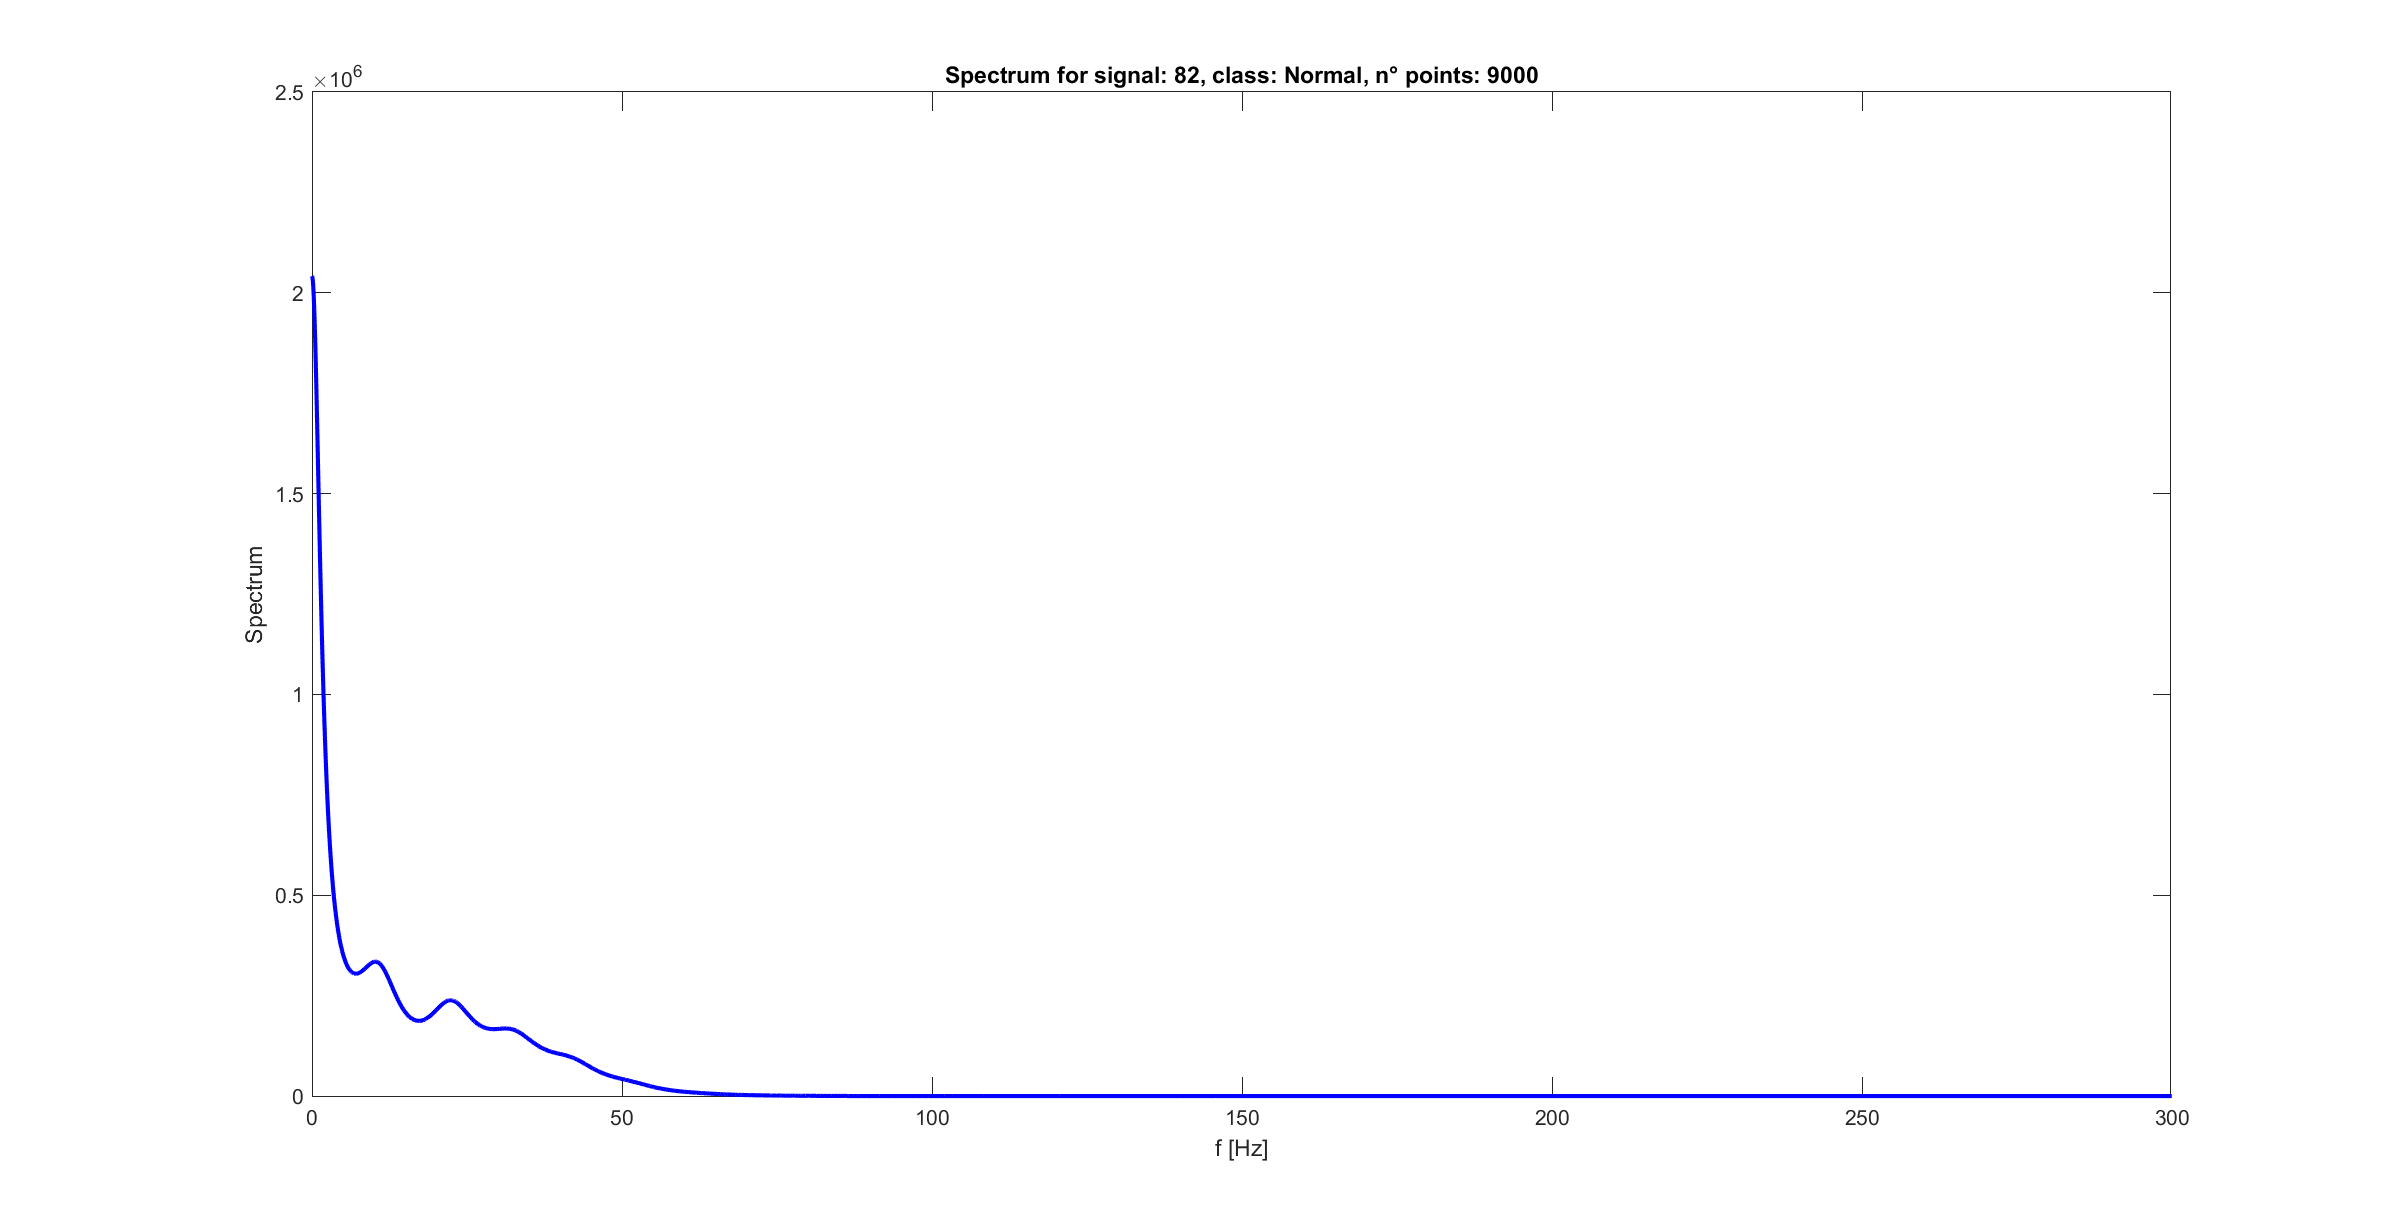 Spectrum for signal: 82, class: Normal, n° points: 9000
×10^6
2.5
2
1.5
1
0.5
0
Spectrum
0 50 100 150 200 250 300
f [Hz]